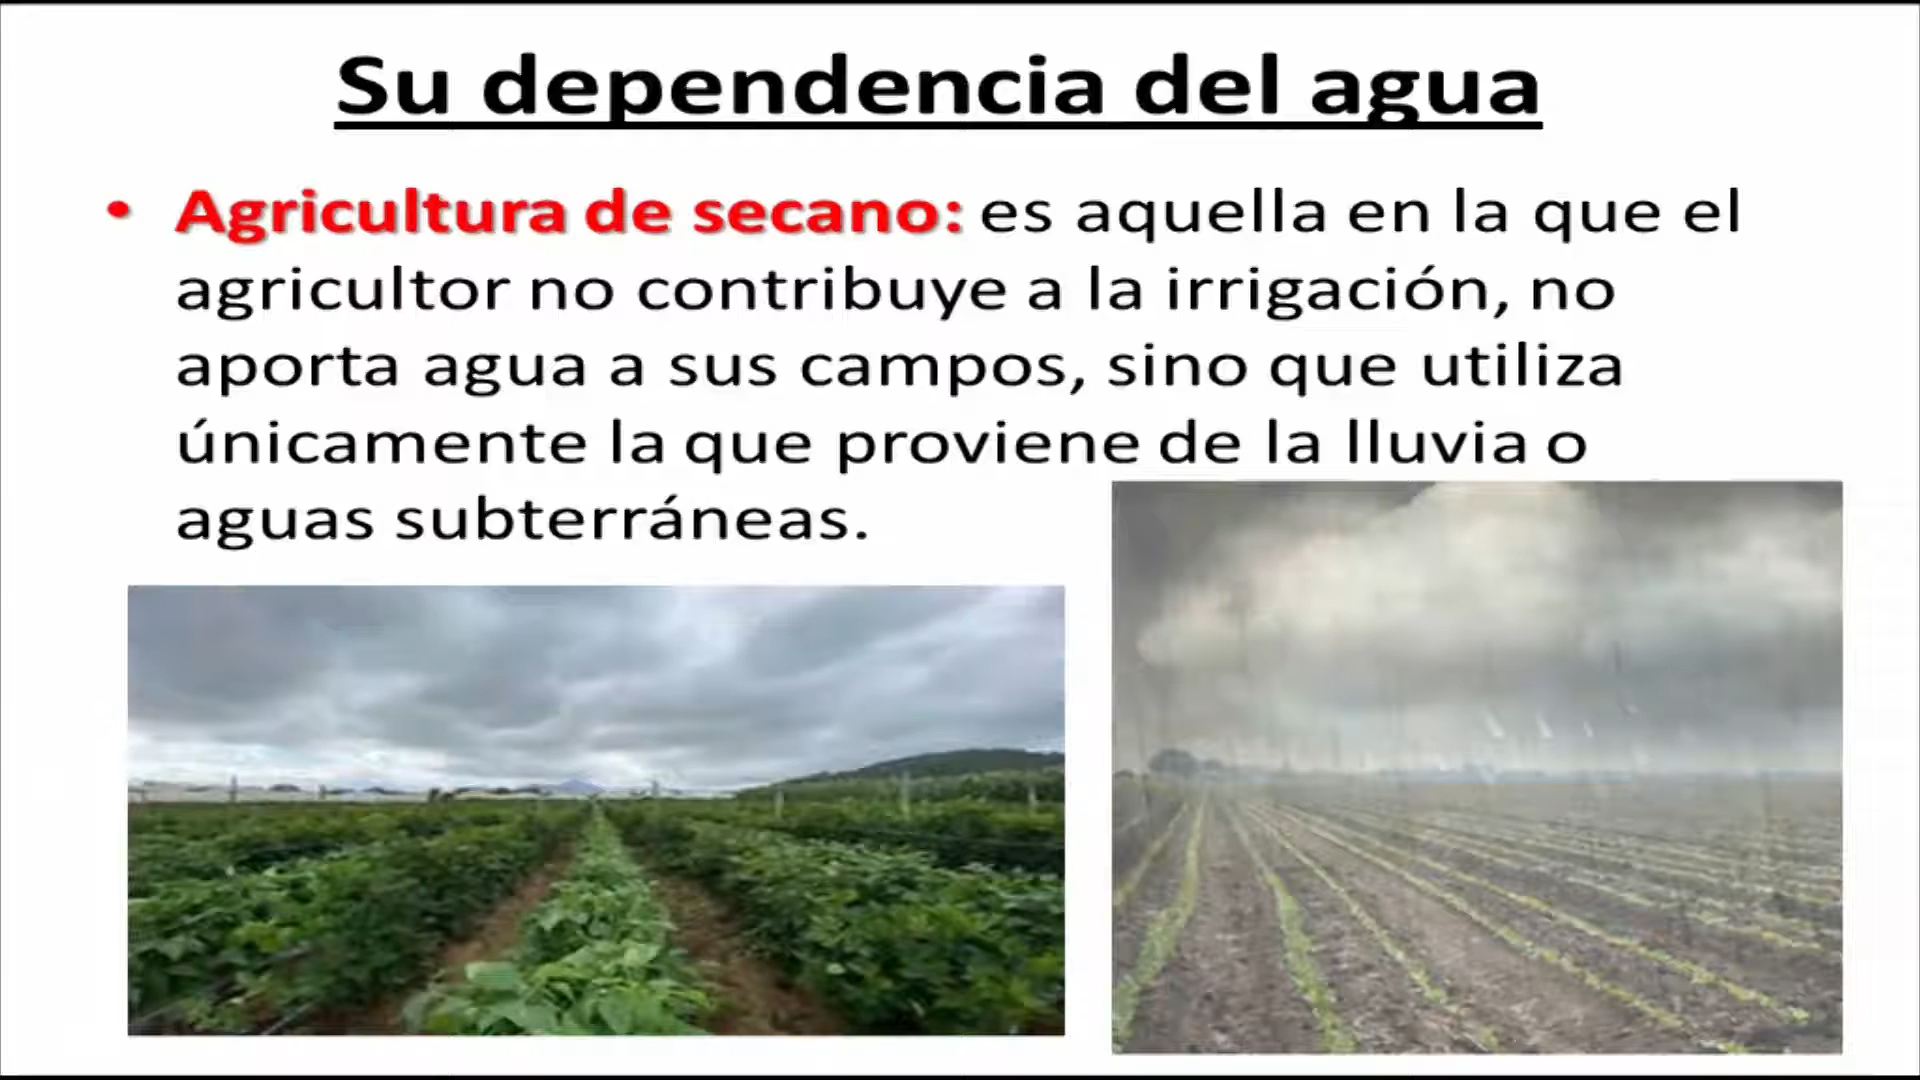 Su dependencia del agua
• Agricultura de secano: es aquella en la que el
agricultor no contribuye a la irrigación, no
aporta agua a sus campos, sino que utiliza
únicamente la que proviene de la lluvia o
aguas subterráneas.